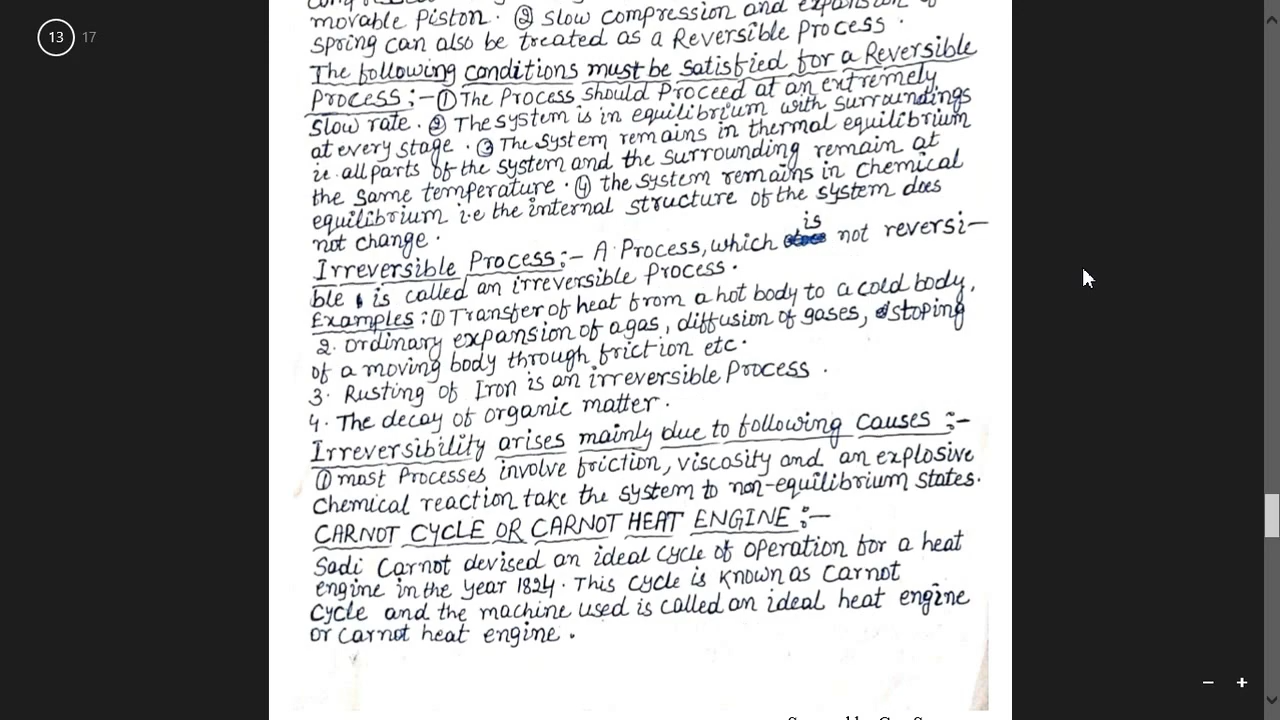 13 17
movable Piston. ② Slow compression and expansion of
spring can also be treated as a Reversible Process.
The following conditions must be satisfied for a Reversible
Process :- ① The Process should Proceed at an extremely
slow rate. ② The system is in equilibrium with surroundings
at every stage. ③ The system remains in thermal equilibrium
i.e. all parts of the system and the surrounding remain at
the same temperature. ④ the system remains in chemical
equilibrium i.e the internal structure of the system does
not change.
Irreversible Process :- A Process, which is not reversi-
ble is called an irreversible Process.
Examples : ① Transfer of heat from a hot body to a cold body,
2. ordinary expansion of a gas, diffusion of gases, stoping
of a moving body through friction etc.
3. Rusting of Iron is an irreversible Process.
4. The decay of organic matter.
Irreversibility arises mainly due to following causes :-
① most Processes involve friction, viscosity and an explosive
Chemical reaction take the system to non-equilibrium states.
CARNOT CYCLE OR CARNOT HEAT ENGINE :-
Sadi Carnot devised an ideal cycle of operation for a heat
engine in the year 1824. This cycle is known as Carnot
Cycle and the machine used is called an ideal heat engine
or carnot heat engine.